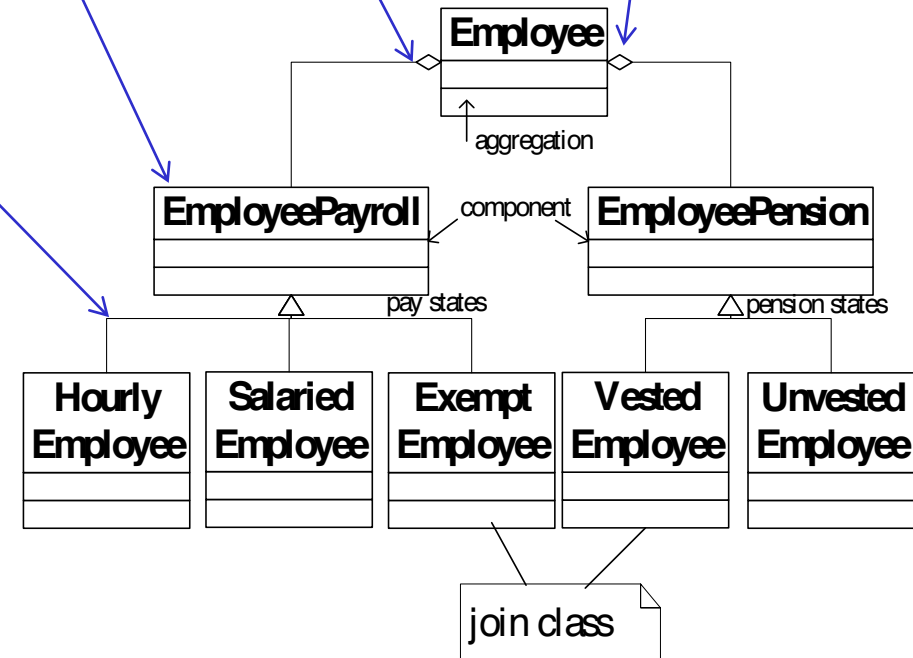 Employee
aggregation
EmployeePayroll
component
EmployeePension
pay states
pension states
Hourly
Employee
Salaried
Employee
Exempt
Employee
Vested
Employee
Unvested
Employee
join class